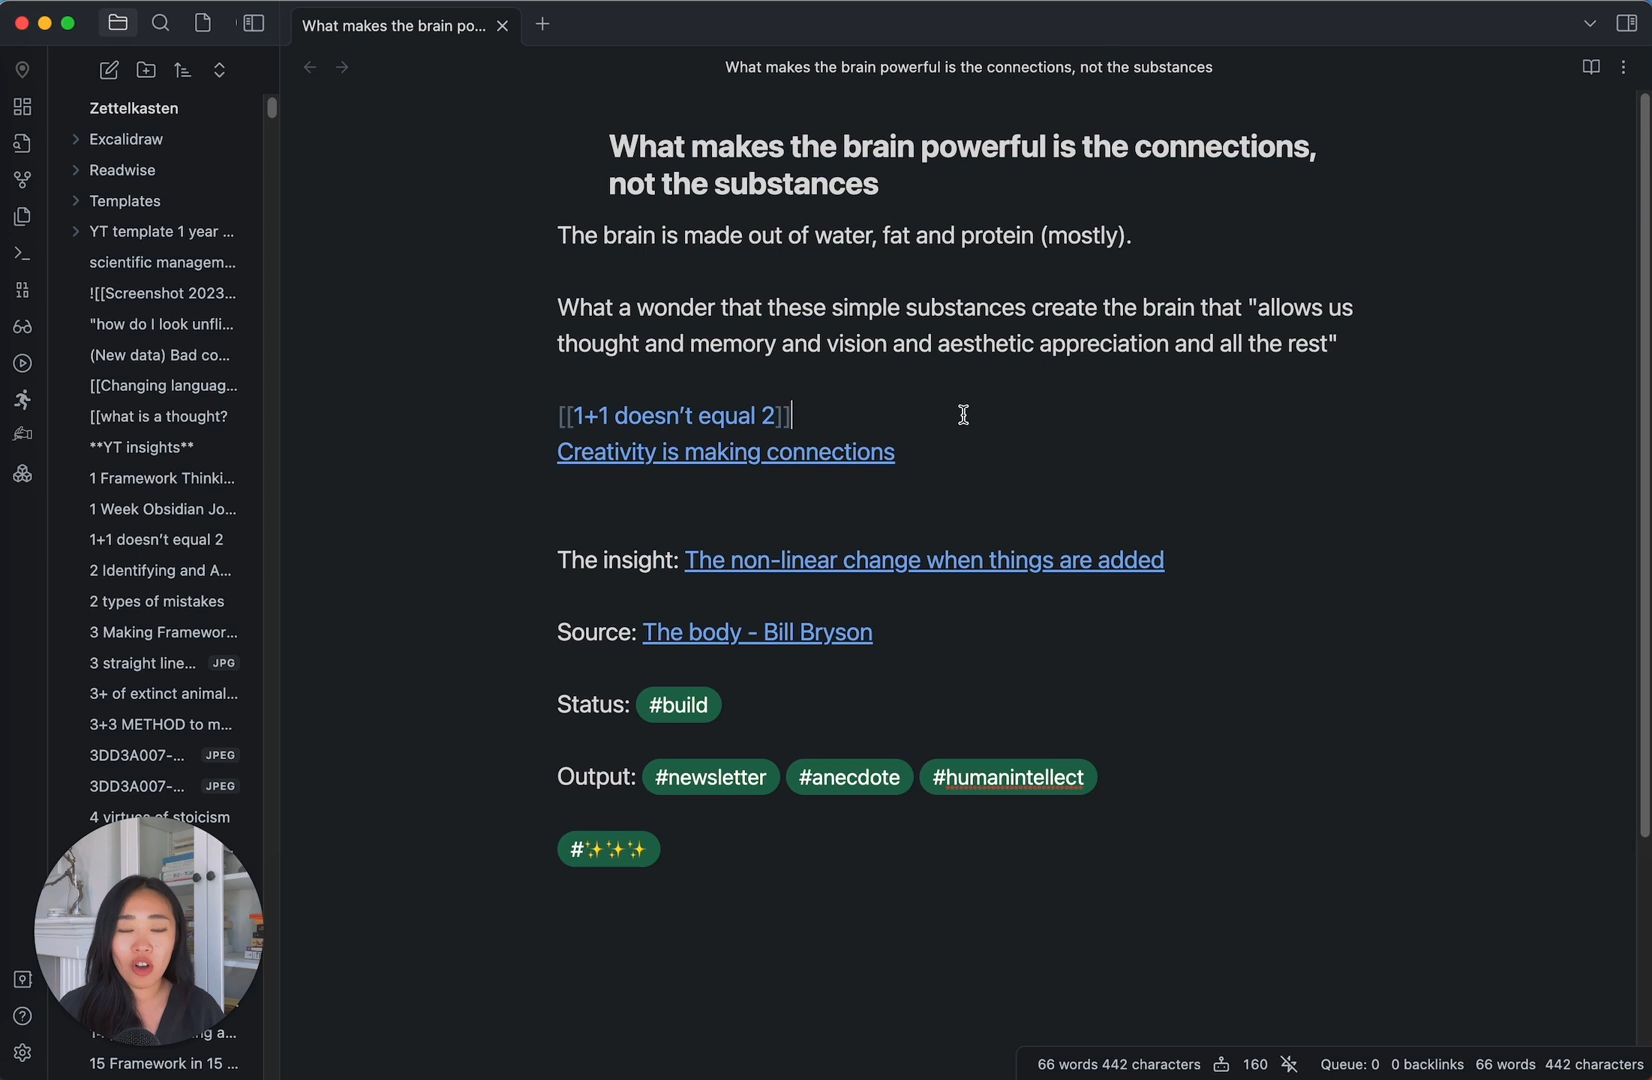 What makes the brain po...
What makes the brain powerful is the connections, not the substances
Zettelkasten
Excalidraw
Readwise
Templates
YT template 1 year ...
scientific managem...
![[Screenshot 2023...
"how do I look unfli...
(New data) Bad co...
[[Changing languag...
[[what is a thought?
**YT insights**
1 Framework Thinki...
1 Week Obsidian Jo...
1+1 doesn't equal 2
2 Identifying and A...
2 types of mistakes
3 Making Framewor...
3 straight line... JPG
3+ of extinct animal...
3+3 METHOD to m...
3DD3A007-... JPEG
3DD3A007-... JPEG
4 virtues of stoicism
g a...
15 Framework in 15 ...
What makes the brain powerful is the connections,
not the substances
The brain is made out of water, fat and protein (mostly).
What a wonder that these simple substances create the brain that "allows us
thought and memory and vision and aesthetic appreciation and all the rest"
[[1+1 doesn't equal 2]]
Creativity is making connections
The insight: The non-linear change when things are added
Source: The body - Bill Bryson
Status: #build
Output: #newsletter #anecdote #humanintellect
#✨✨✨
66 words 442 characters 160 Queue: 0 0 backlinks 66 words 442 characters